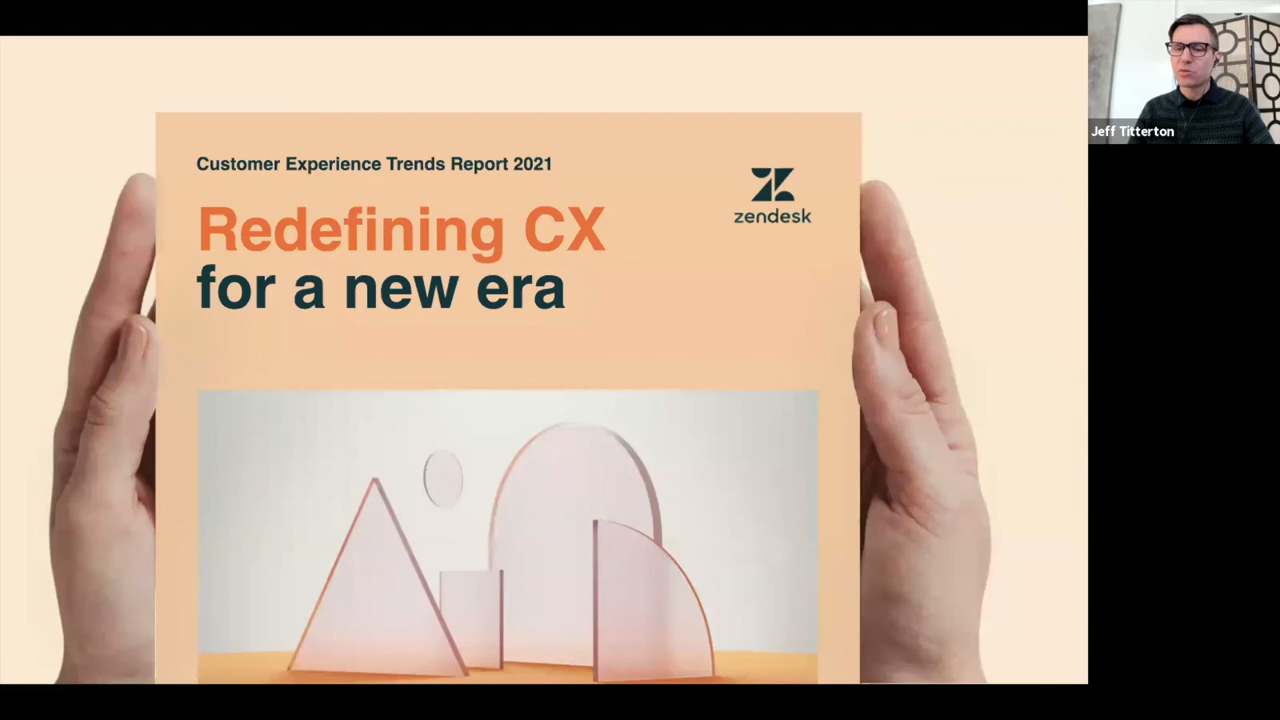 Customer Experience Trends Report 2021
Redefining CX
for a new era
zendesk
Jeff Titterton